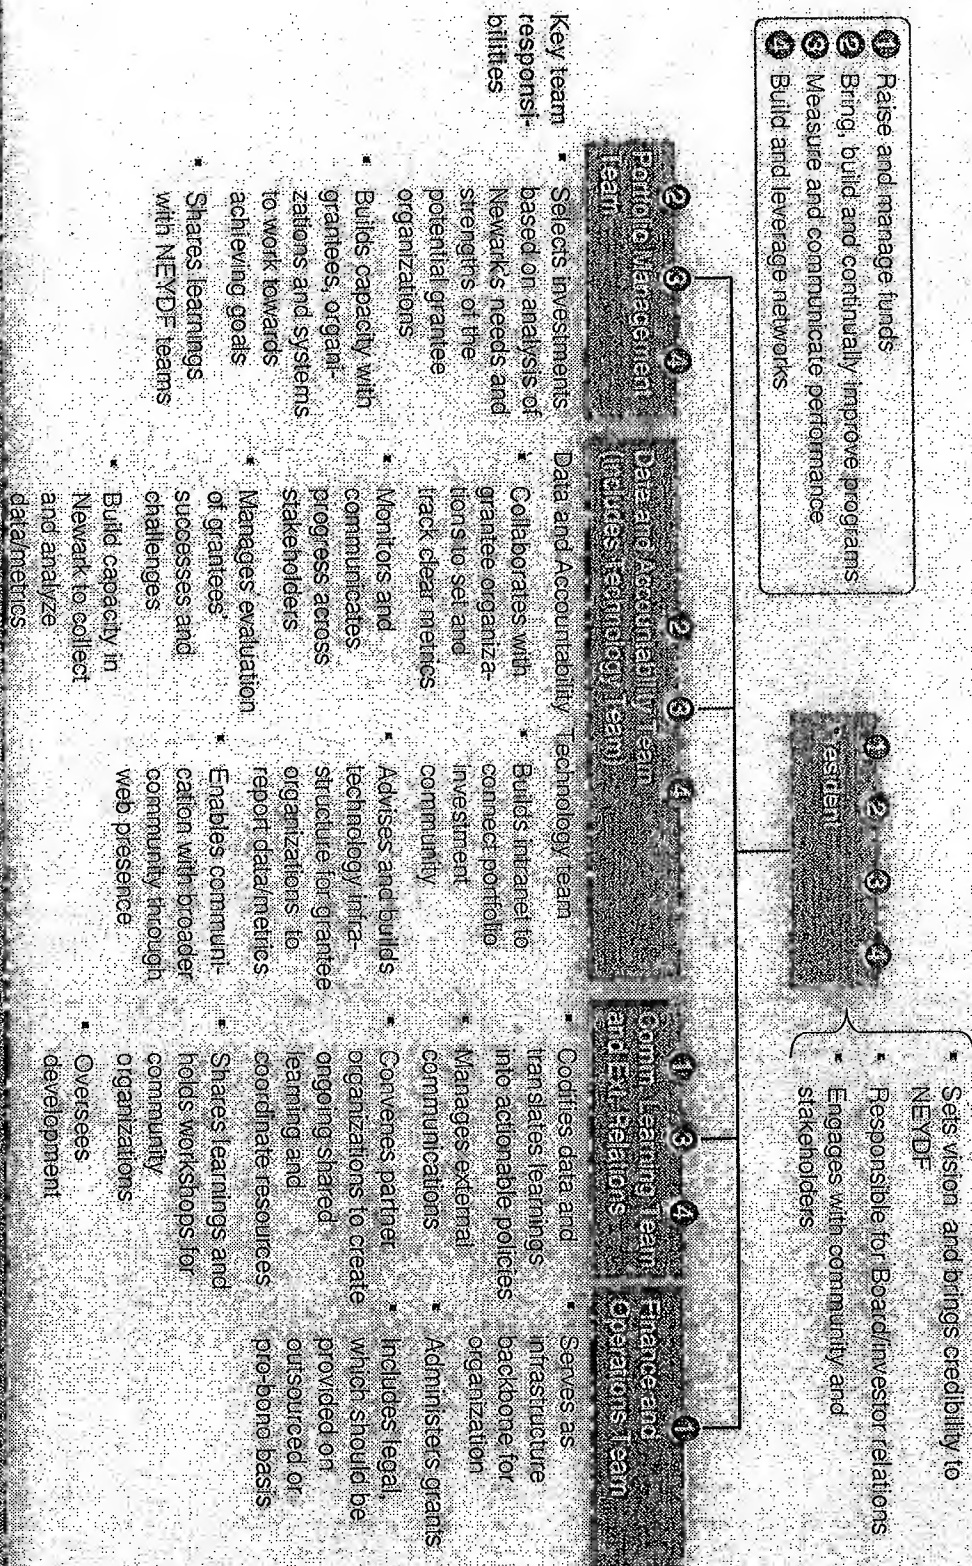 1 Raise and manage funds
2 Bring, build and continually improve programs
3 Measure and communicate performance
4 Build and leverage networks
1 2 3 4
President
▪ Sets vision and brings credibility to
NEYDF
▪ Responsible for Board/investor relations
▪ Engages with community and
stakeholders
2 3 4
Portfolio Management
Team
2 3 4
Data and Accountability Team
(includes technology team)
1 3 4
Comm. Learning Team
and Ext. Relations
1
Finance and
Operations Team
Key team
responsi-
bilities
▪ Selects investments
based on analysis of
Newark's needs and
strengths of the
potential grantee
organizations
▪ Builds capacity with
grantees, organi-
zations and systems
to work towards
achieving goals
▪ Shares learnings
with NEYDF teams
Data and Accountability
▪ Collaborates with
grantee organiza-
tions to set and
track clear metrics
▪ Monitors and
communicates
progress across
stakeholders
▪ Manages evaluation
of grantees'
successes and
challenges
▪ Build capacity in
Newark to collect
and analyze
data/metrics
Technology team
▪ Builds intranet to
connect portfolio
investment
community
▪ Advises and builds
technology infra-
structure for grantee
organizations to
report data/metrics
▪ Enables communi-
cation with broader
community through
web presence
▪ Codifies data and
translates learnings
into actionable policies
▪ Manages external
communications
▪ Convenes partner
organizations to create
ongoing shared
learning and
coordinate resources
▪ Shares learnings and
holds workshops for
community
organizations
▪ Oversees
development
▪ Serves as
infrastructure
backbone for
organization
▪ Administers grants
▪ Includes legal,
which should be
provided on
oursourced or
pro-bono basis